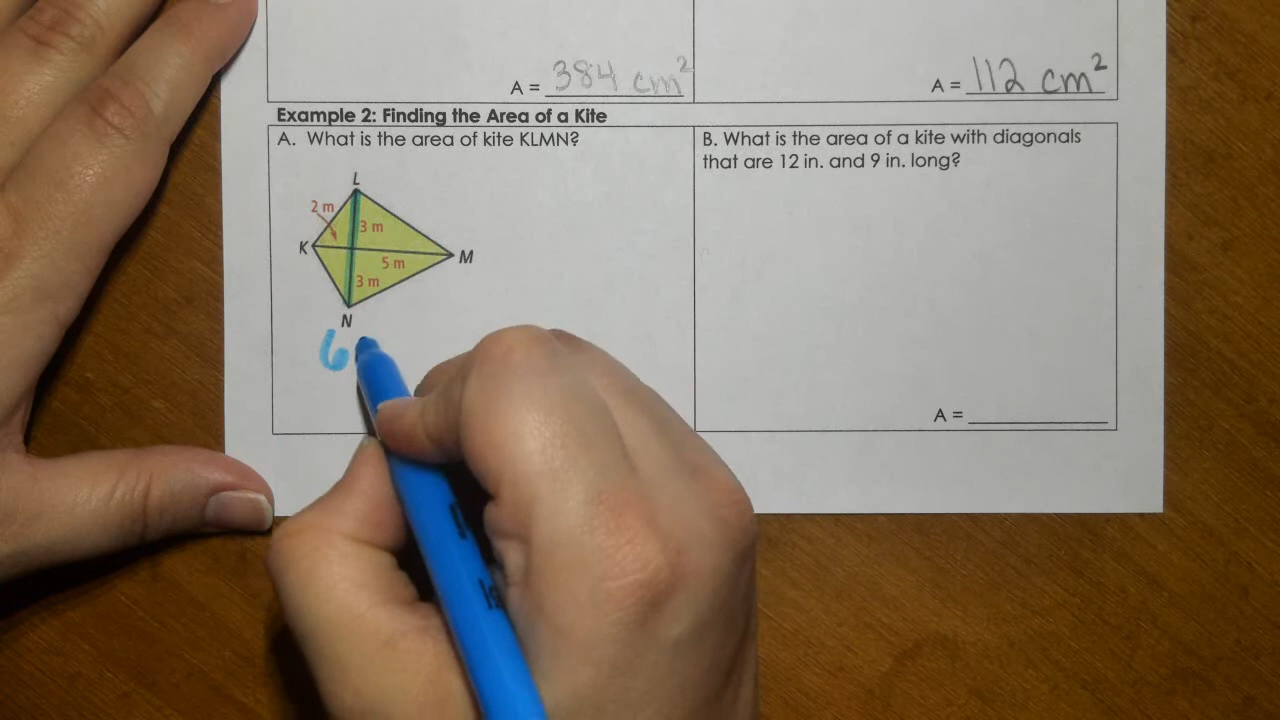 A = 384 cm²
A = 112 cm²
Example 2: Finding the Area of a Kite
A. What is the area of kite KLMN?
L
2 m
3 m
K
M
5 m
3 m
N
6
B. What is the area of a kite with diagonals
that are 12 in. and 9 in. long?
A =